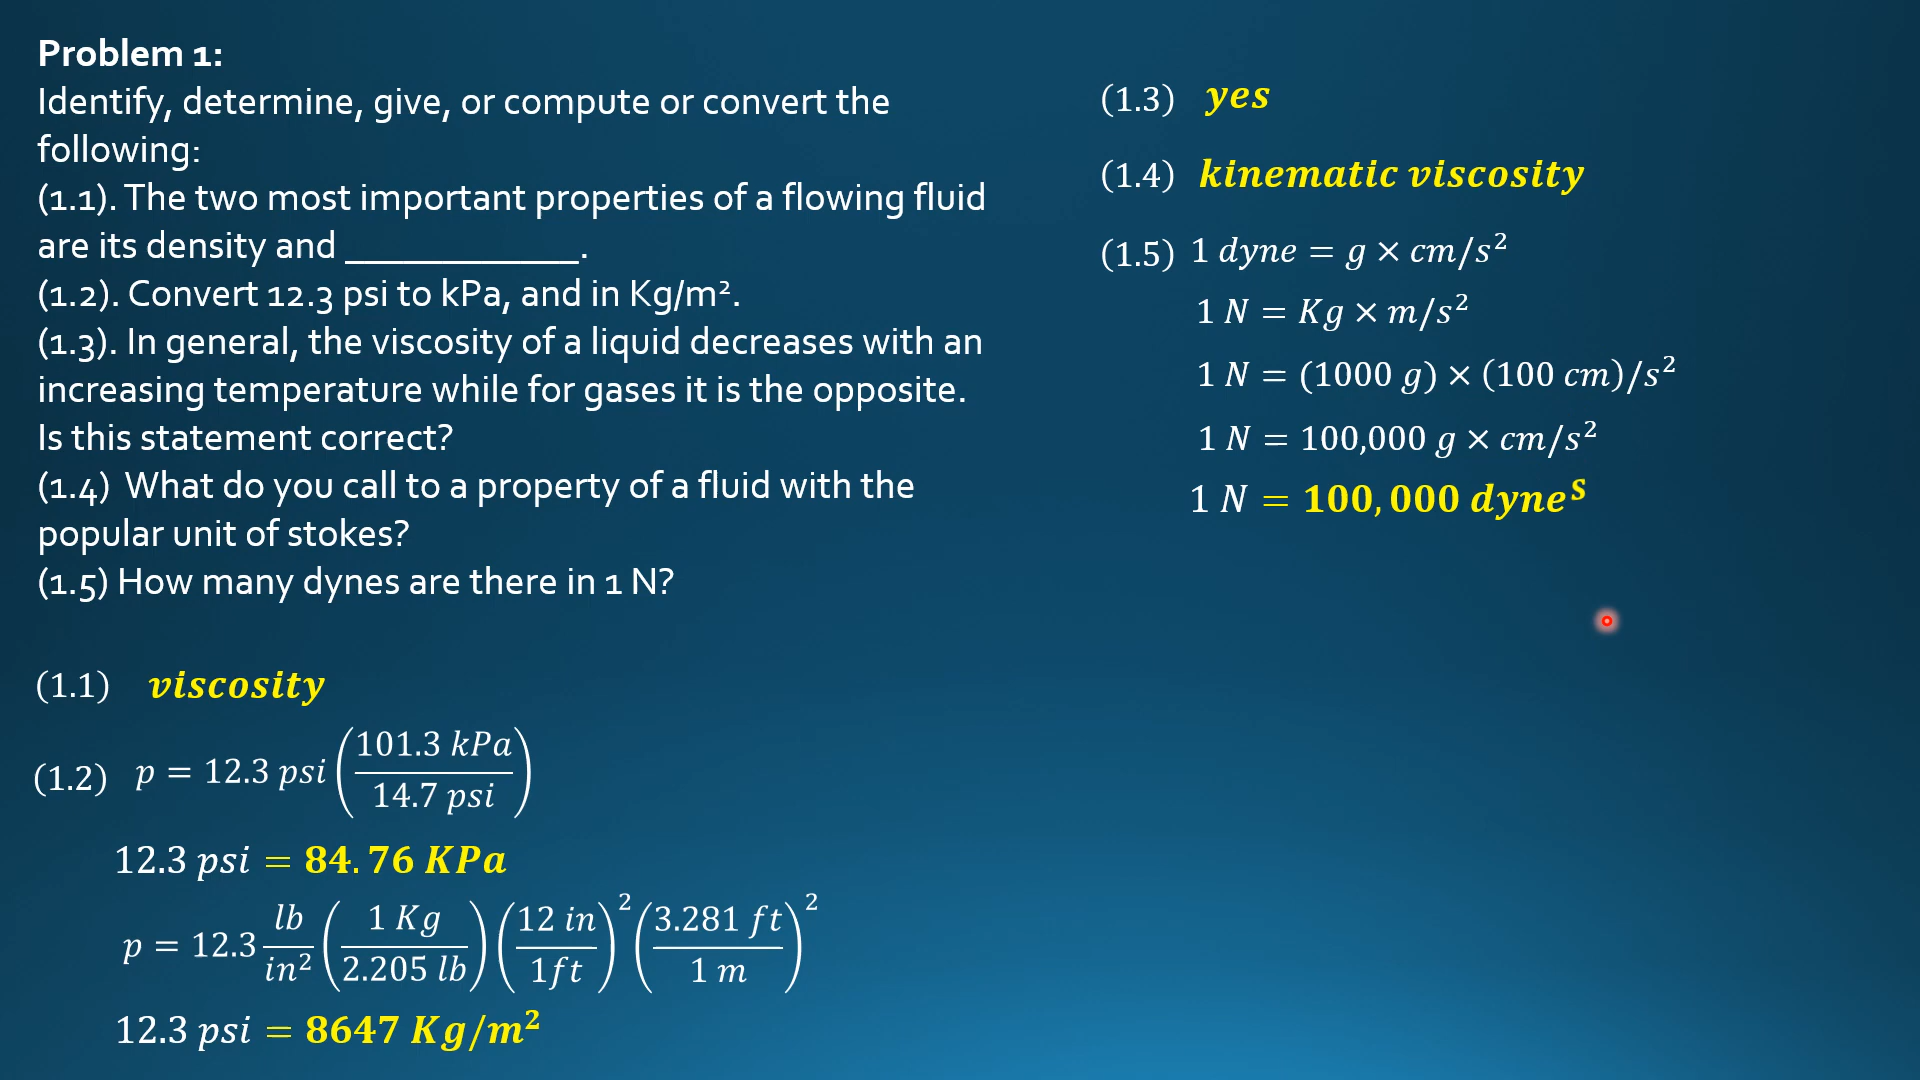 Problem 1:
Identify, determine, give, or compute or convert the
following:
(1.1). The two most important properties of a flowing fluid
are its density and ____________.
(1.2). Convert 12.3 psi to kPa, and in Kg/m².
(1.3). In general, the viscosity of a liquid decreases with an
increasing temperature while for gases it is the opposite.
Is this statement correct?
(1.4)  What do you call to a property of a fluid with the
popular unit of stokes?
(1.5) How many dynes are there in 1 N?
(1.1) viscosity
(1.2) p = 12.3 psi (101.3 kPa / 14.7 psi)
12.3 psi = 84.76 KPa
p = 12.3 lb/in² (1 Kg / 2.205 lb) (12 in / 1ft)² (3.281 ft / 1 m)²
12.3 psi = 8647 Kg/m²
(1.3) yes
(1.4) kinematic viscosity
(1.5) 1 dyne = g × cm/s²
1 N = Kg × m/s²
1 N = (1000 g) × (100 cm)/s²
1 N = 100,000 g × cm/s²
1 N = 100,000 dyneˢ